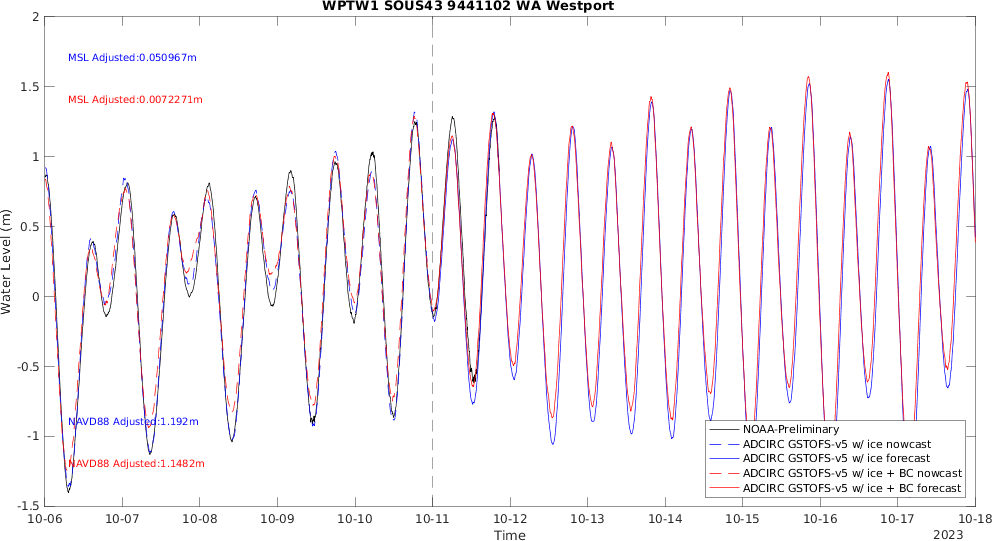 WPTW1 SOUS43 9441102 WA Westport
2
1.5
1
0.5
0
-0.5
-1
-1.5
Water Level (m)
MSL Adjusted:0.050967m
MSL Adjusted:0.0072271m
NAVD88 Adjusted:1.192m
NAVD88 Adjusted:1.1482m
NOAA-Preliminary
ADCIRC GSTOFS-v5 w/ ice nowcast
ADCIRC GSTOFS-v5 w/ ice forecast
ADCIRC GSTOFS-v5 w/ ice + BC nowcast
ADCIRC GSTOFS-v5 w/ ice + BC forecast
10-06 10-07 10-08 10-09 10-10 10-11 10-12 10-13 10-14 10-15 10-16 10-17 10-18
Time
2023